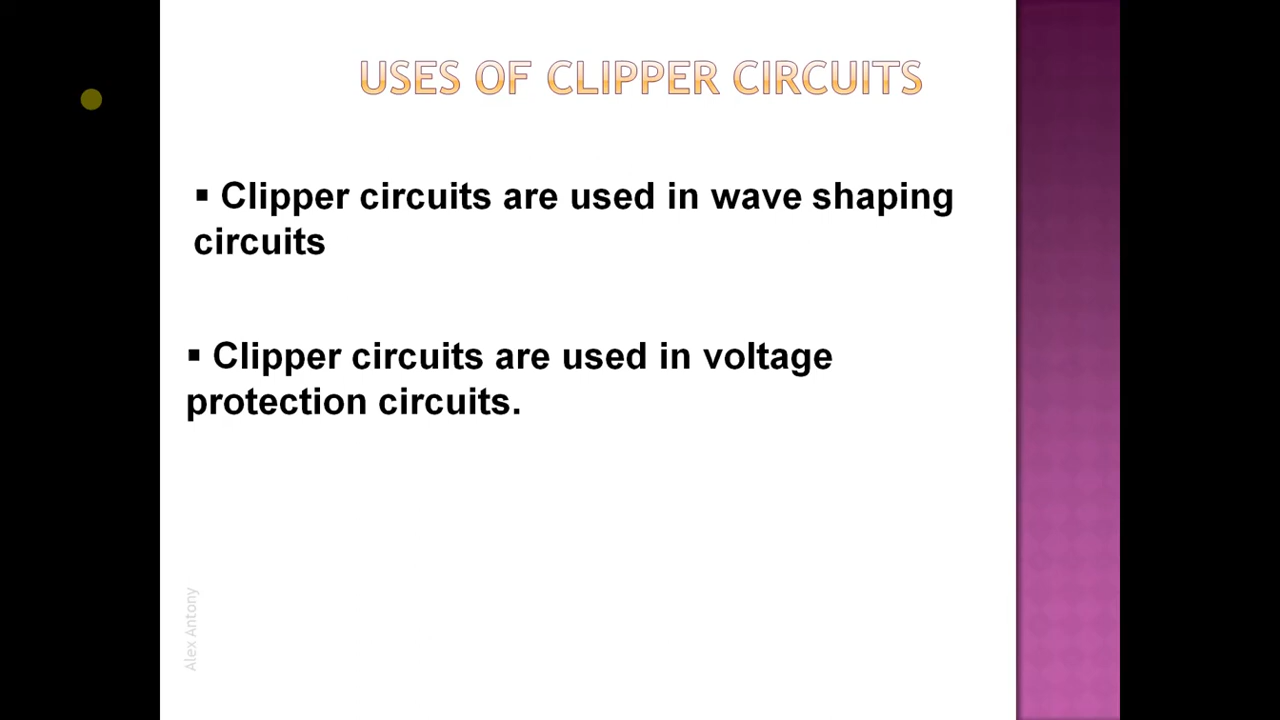 USES OF CLIPPER CIRCUITS
▪ Clipper circuits are used in wave shaping
circuits
▪ Clipper circuits are used in voltage
protection circuits.
Alex Antony